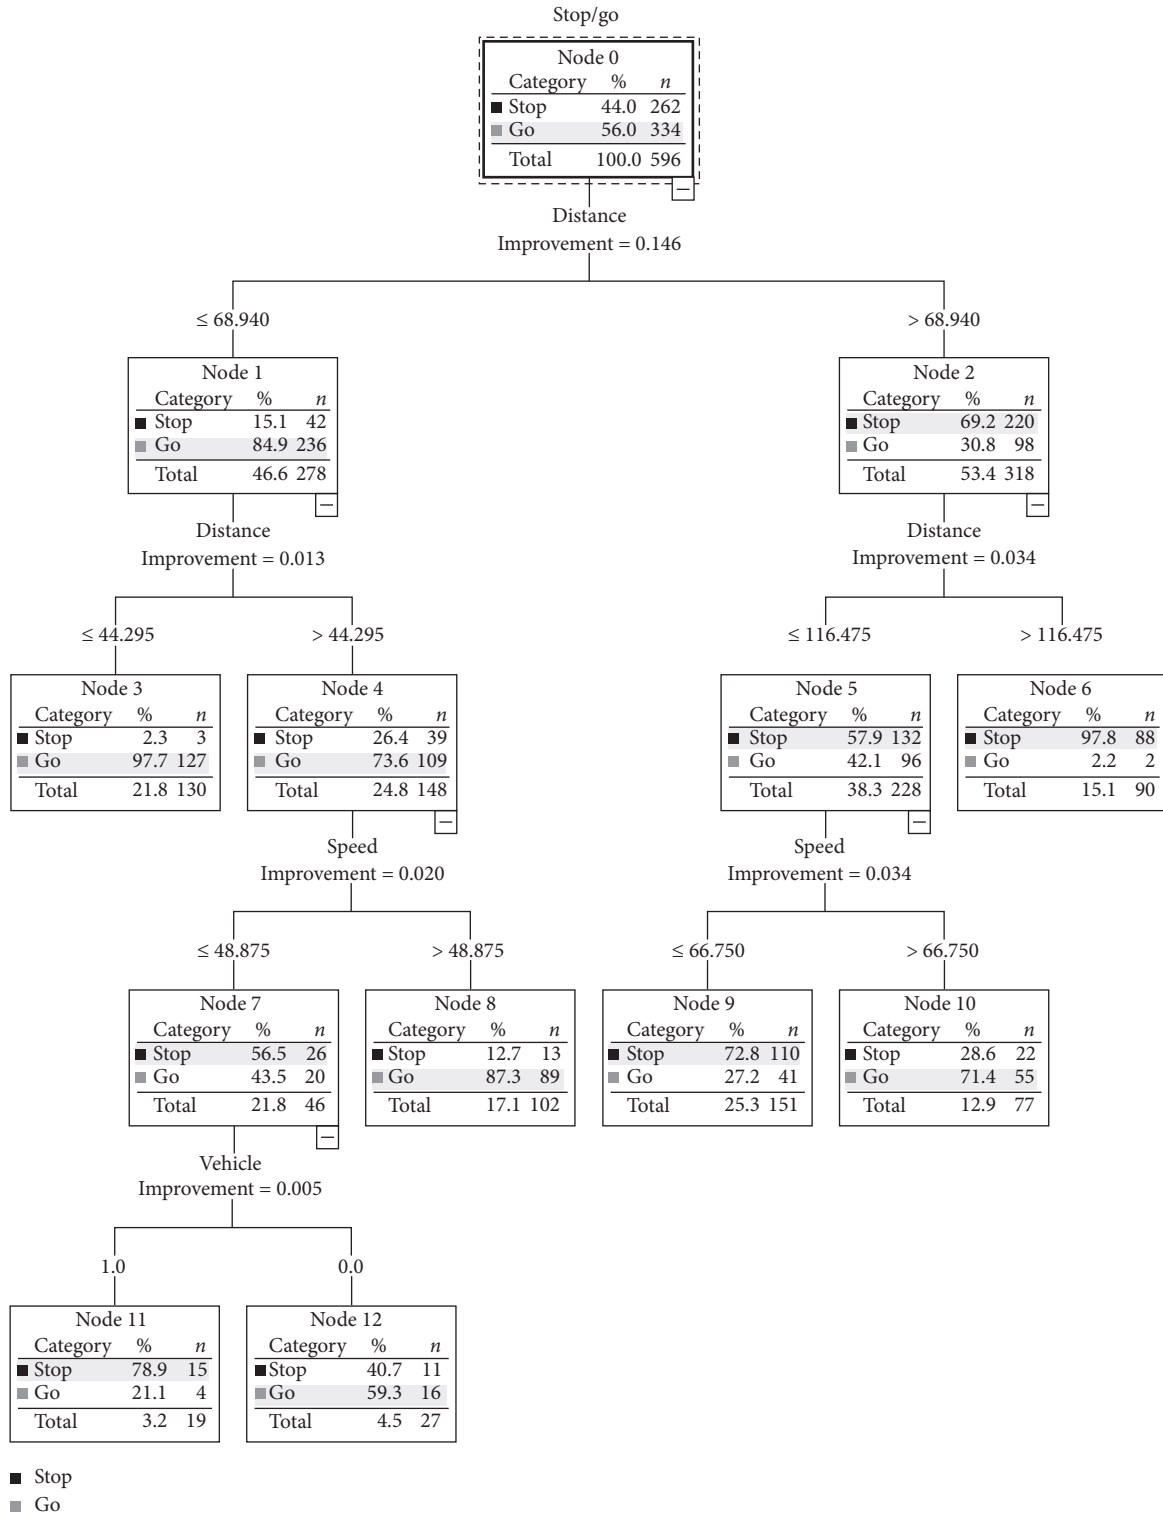 Stop/go
Node 0
Category % n
Stop 44.0 262
Go 56.0 334
Total 100.0 596
Distance
Improvement = 0.146
≤ 68.940
> 68.940
Node 1
Category % n
Stop 15.1 42
Go 84.9 236
Total 46.6 278
Node 2
Category % n
Stop 69.2 220
Go 30.8 98
Total 53.4 318
Distance
Improvement = 0.013
Distance
Improvement = 0.034
≤ 44.295
> 44.295
≤ 116.475
> 116.475
Node 3
Category % n
Stop 2.3 3
Go 97.7 127
Total 21.8 130
Node 4
Category % n
Stop 26.4 39
Go 73.6 109
Total 24.8 148
Node 5
Category % n
Stop 57.9 132
Go 42.1 96
Total 38.3 228
Node 6
Category % n
Stop 97.8 88
Go 2.2 2
Total 15.1 90
Speed
Improvement = 0.020
Speed
Improvement = 0.034
≤ 48.875
> 48.875
≤ 66.750
> 66.750
Node 7
Category % n
Stop 56.5 26
Go 43.5 20
Total 21.8 46
Node 8
Category % n
Stop 12.7 13
Go 87.3 89
Total 17.1 102
Node 9
Category % n
Stop 72.8 110
Go 27.2 41
Total 25.3 151
Node 10
Category % n
Stop 28.6 22
Go 71.4 55
Total 12.9 77
Vehicle
Improvement = 0.005
1.0
0.0
Node 11
Category % n
Stop 78.9 15
Go 21.1 4
Total 3.2 19
Node 12
Category % n
Stop 40.7 11
Go 59.3 16
Total 4.5 27
Stop
Go